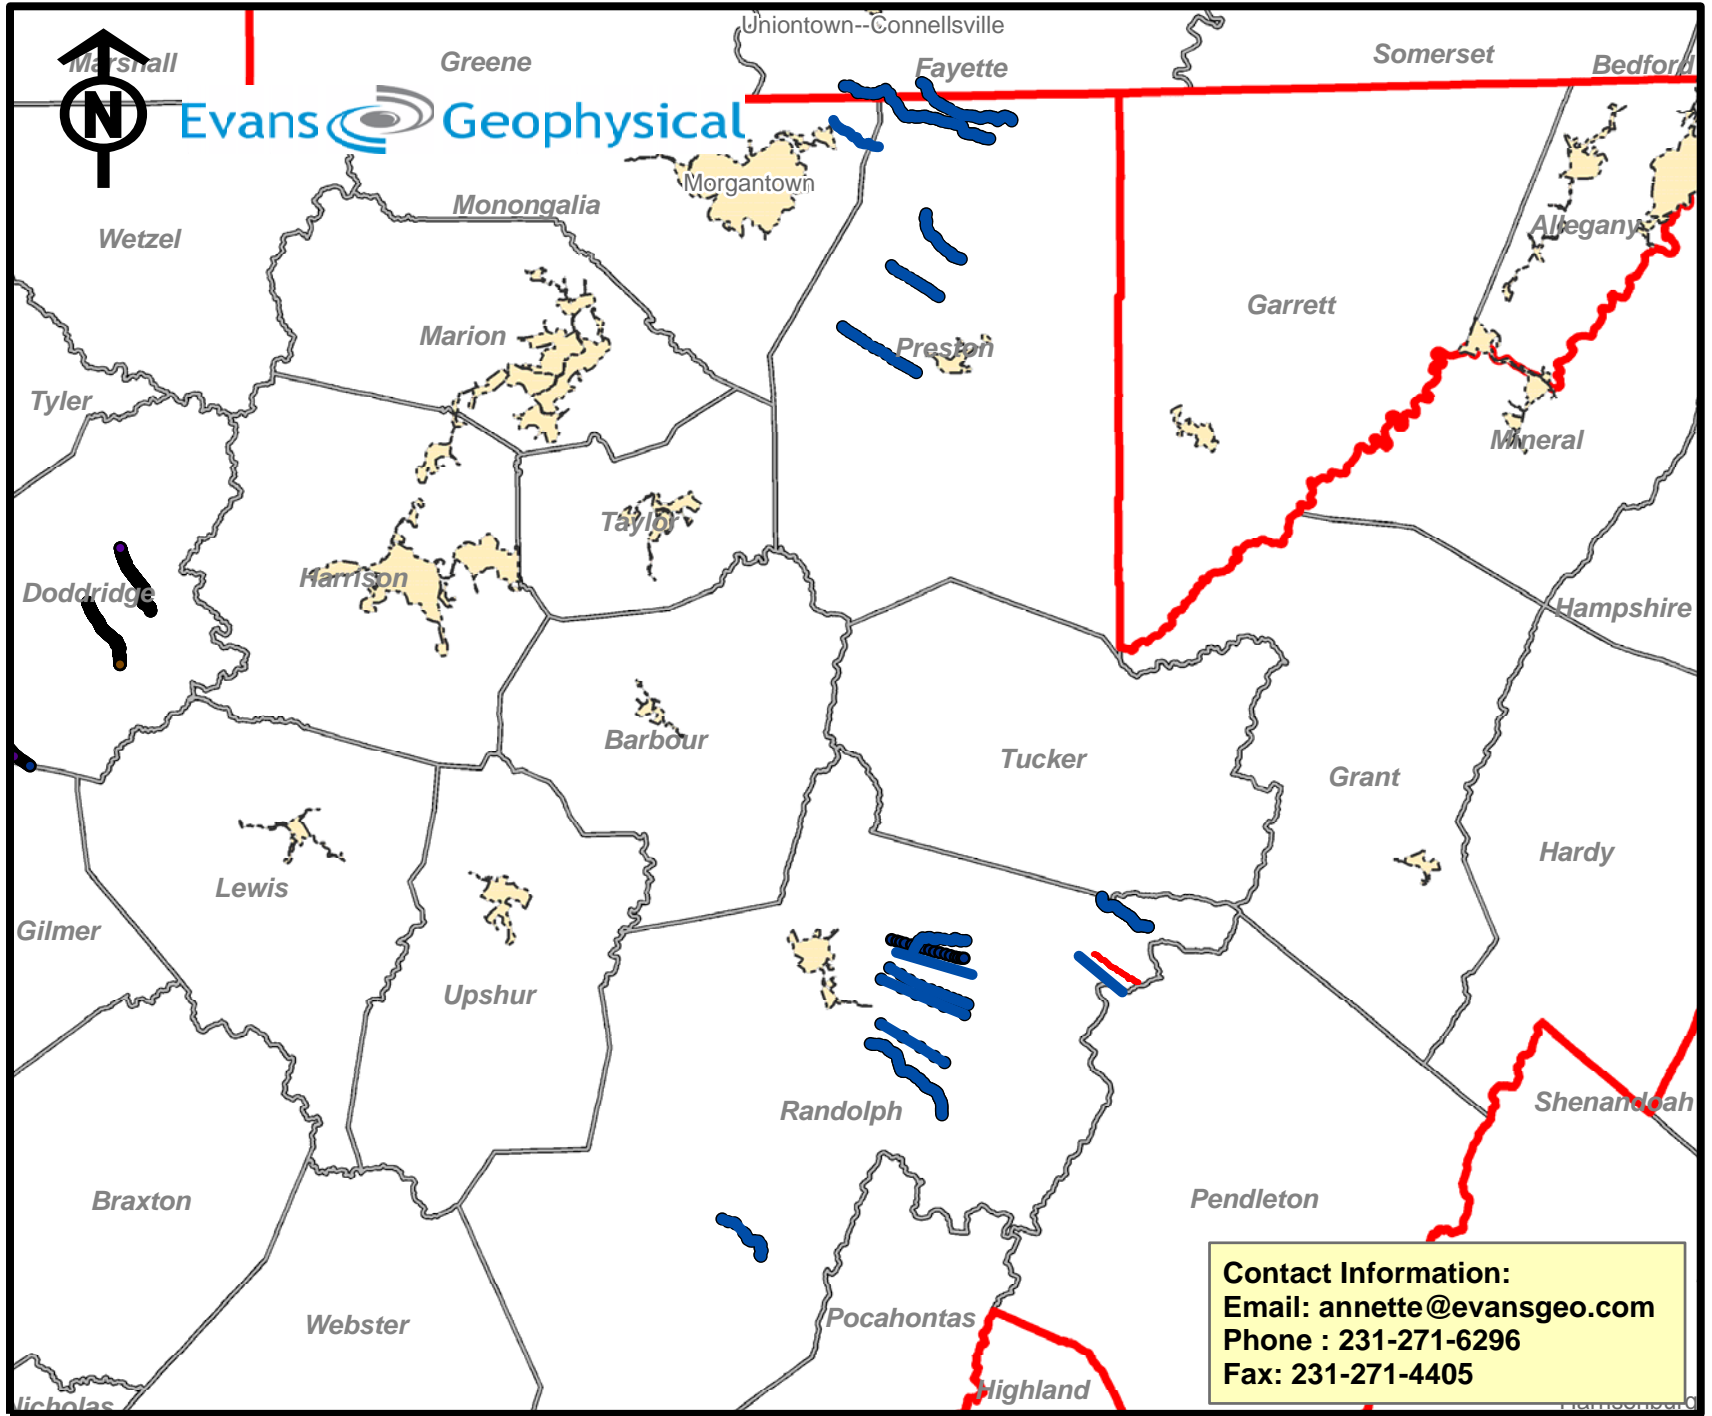 Uniontown--Connellsville
Marshall
Greene
Fayette
Somerset
Bedford
N
Evans Geophysical
Morgantown
Monongalia
Wetzel
Allegany
Garrett
Marion
Preston
Tyler
Mineral
Taylor
Harrison
Doddridge
Hampshire
Barbour
Tucker
Grant
Hardy
Lewis
Gilmer
Upshur
Randolph
Shenandoah
Braxton
Pendleton
Webster
Pocahontas
Highland
Contact Information:
Email: annette@evansgeo.com
Phone : 231-271-6296
Fax: 231-271-4405